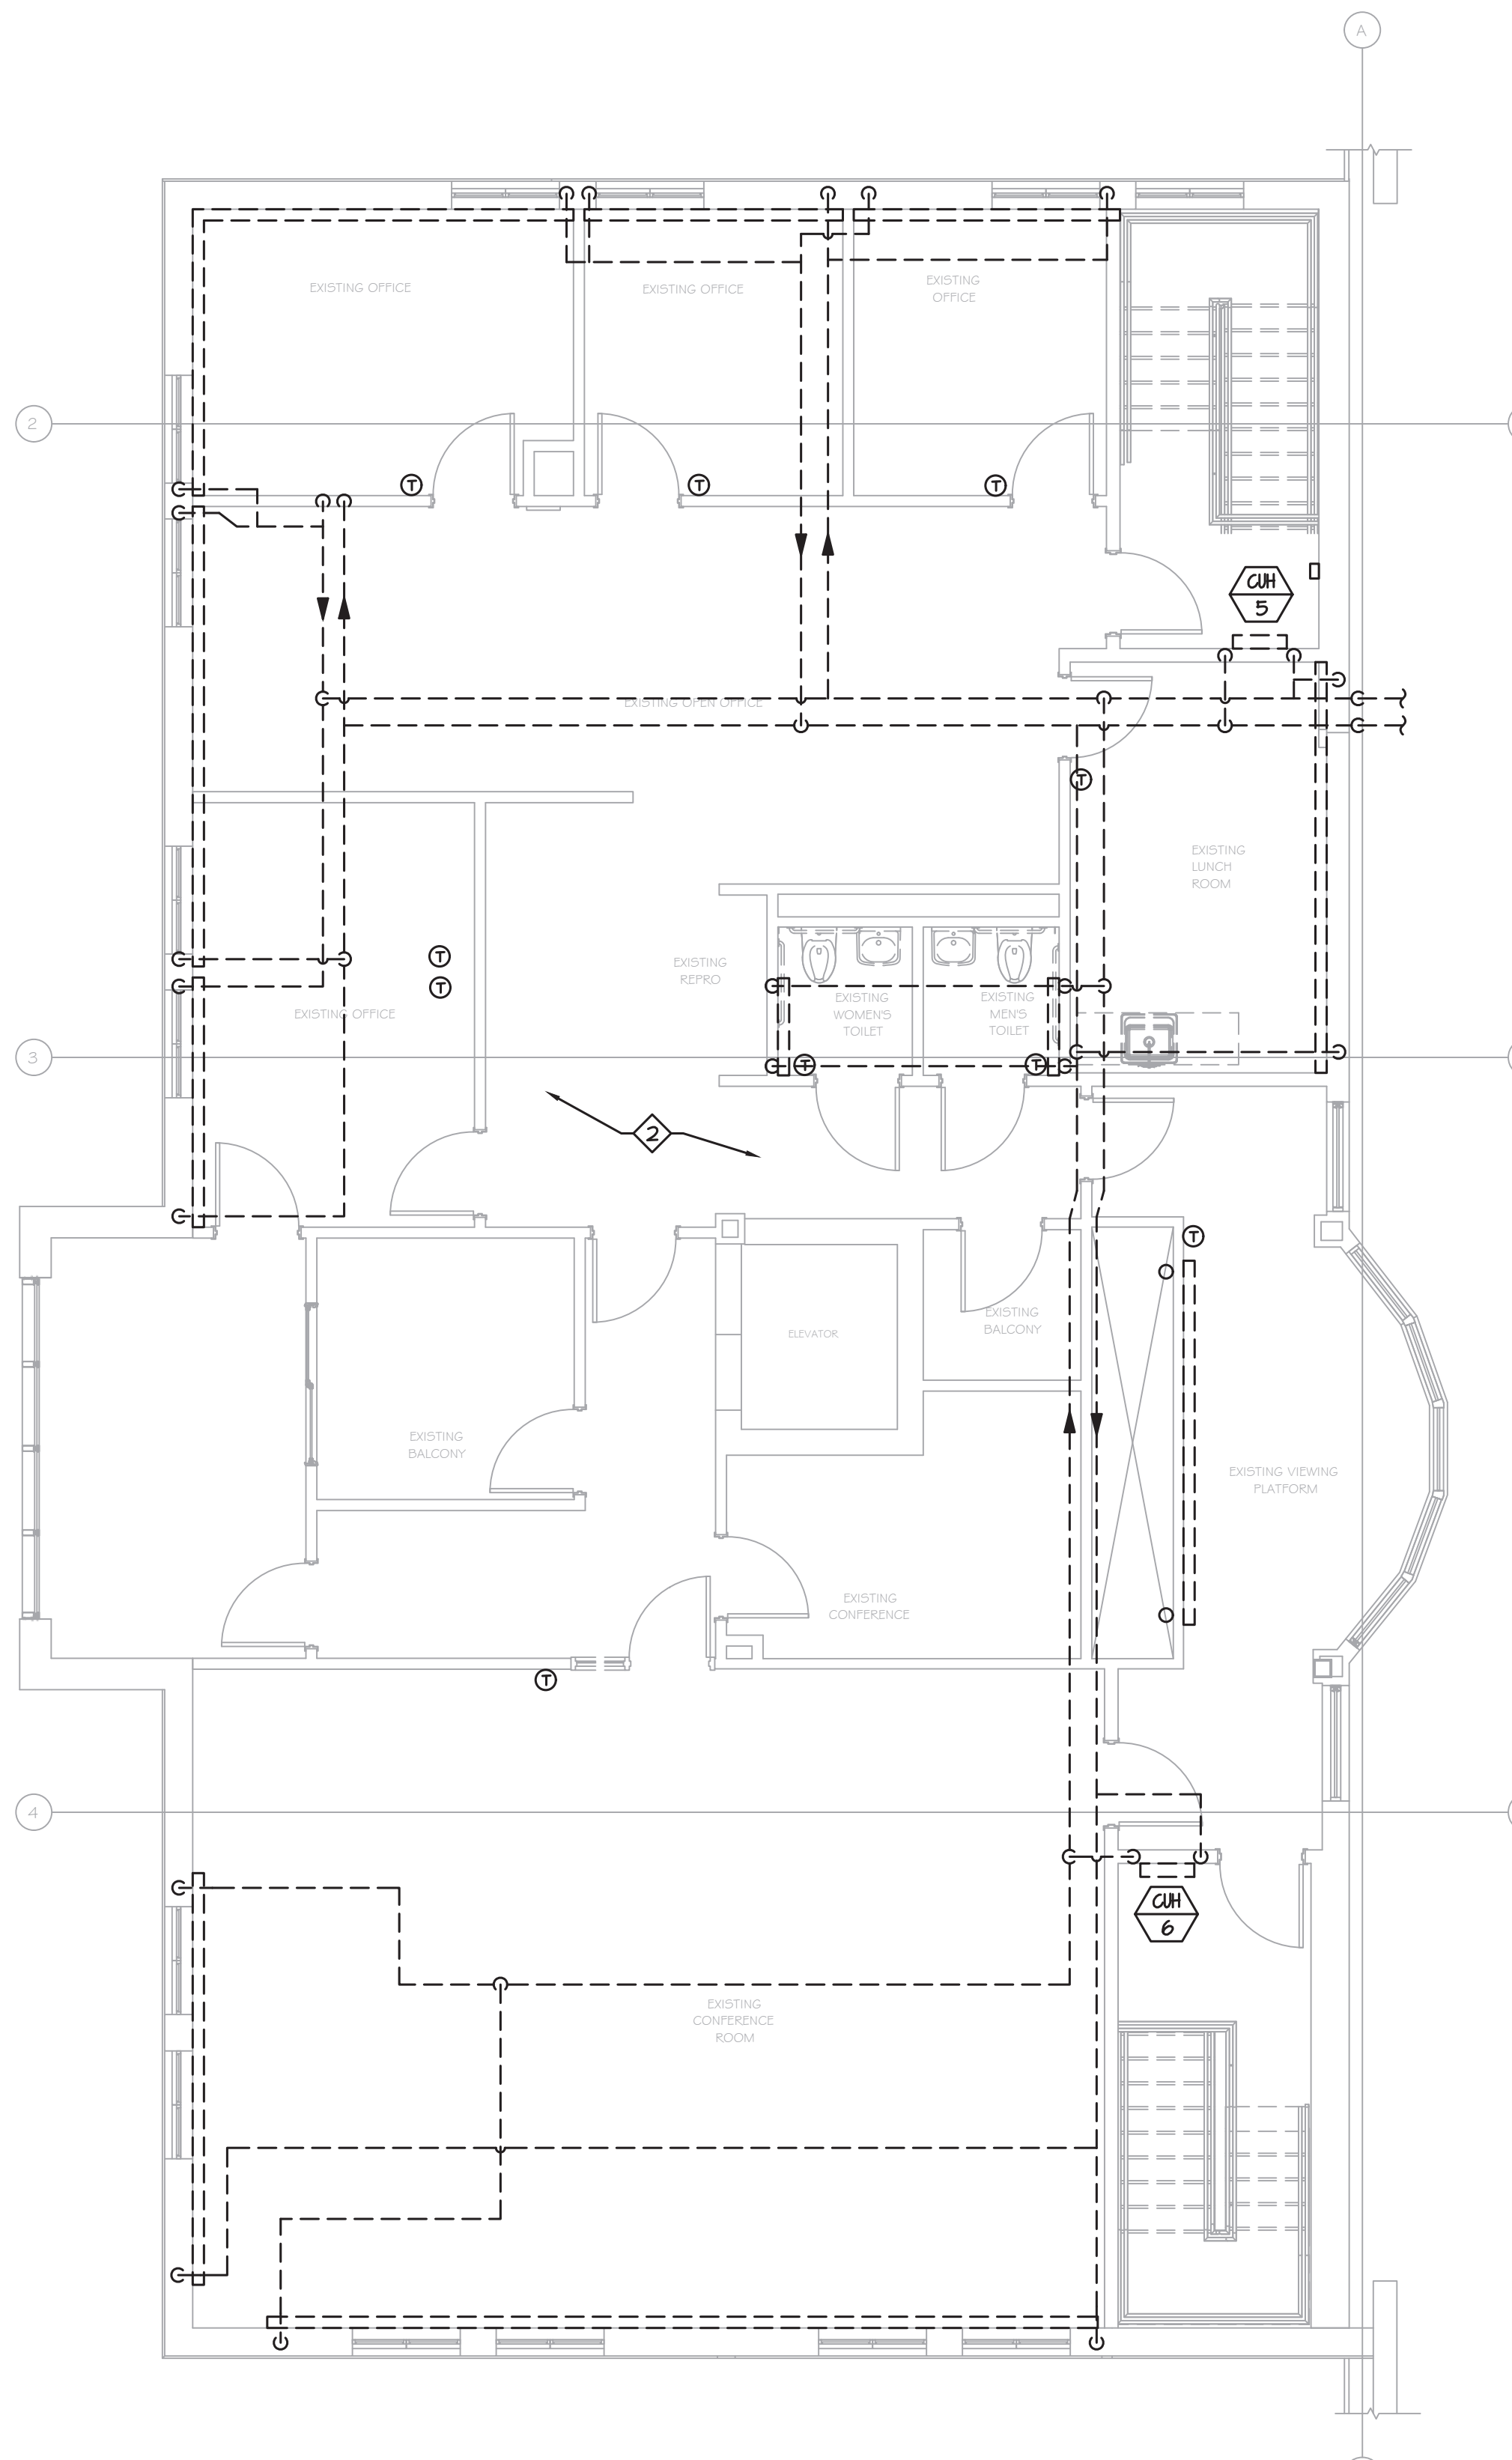 A
EXISTING OFFICE
EXISTING OFFICE
EXISTING
OFFICE
2
T
T
T
CUH
5
EXISTING OPEN OFFICE
T
EXISTING
LUNCH
ROOM
T
T
EXISTING
REPRO
EXISTING
WOMEN'S
TOILET
EXISTING
MEN'S
TOILET
EXISTING OFFICE
3
T
T
2
T
EXISTING
BALCONY
ELEVATOR
EXISTING
BALCONY
EXISTING VIEWING
PLATFORM
EXISTING
CONFERENCE
T
4
CUH
6
EXISTING
CONFERENCE
ROOM